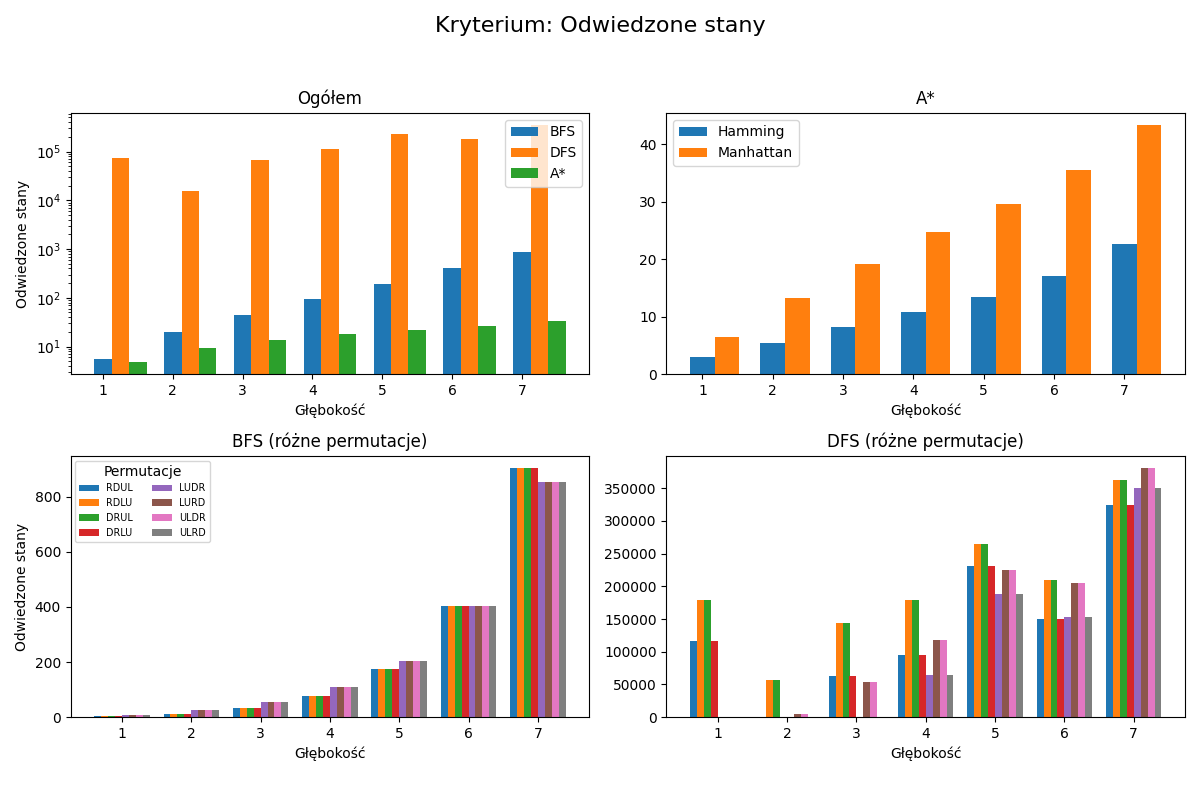 Kryterium: Odwiedzone stany
Ogółem
Odwiedzone stany
10^5
10^4
10^3
10^2
10^1
BFS
DFS
A*
1 2 3 4 5 6 7
Głębokość
A*
Hamming
Manhattan
40
30
20
10
0
1 2 3 4 5 6 7
Głębokość
BFS (różne permutacje)
Odwiedzone stany
Permutacje
RDUL LUDR
RDLU LURD
DRUL ULDR
DRLU ULRD
800
600
400
200
0
1 2 3 4 5 6 7
Głębokość
DFS (różne permutacje)
350000
300000
250000
200000
150000
100000
50000
0
1 2 3 4 5 6 7
Głębokość